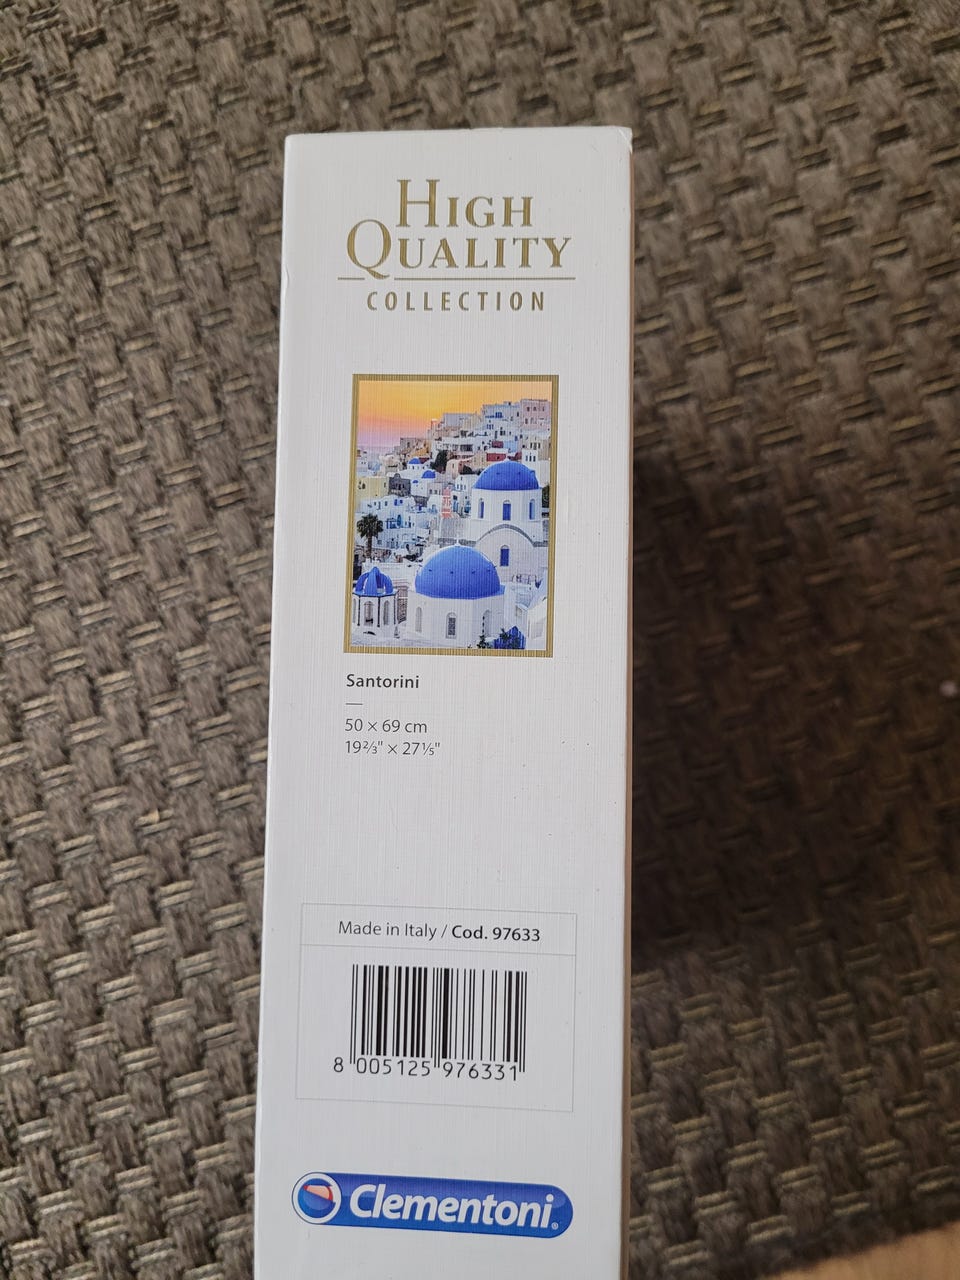 HIGH
QUALITY
COLLECTION
Santorini
50 × 69 cm
19⅔" × 27⅕"
Made in Italy / Cod. 97633
8 005125 976331
Clementoni®